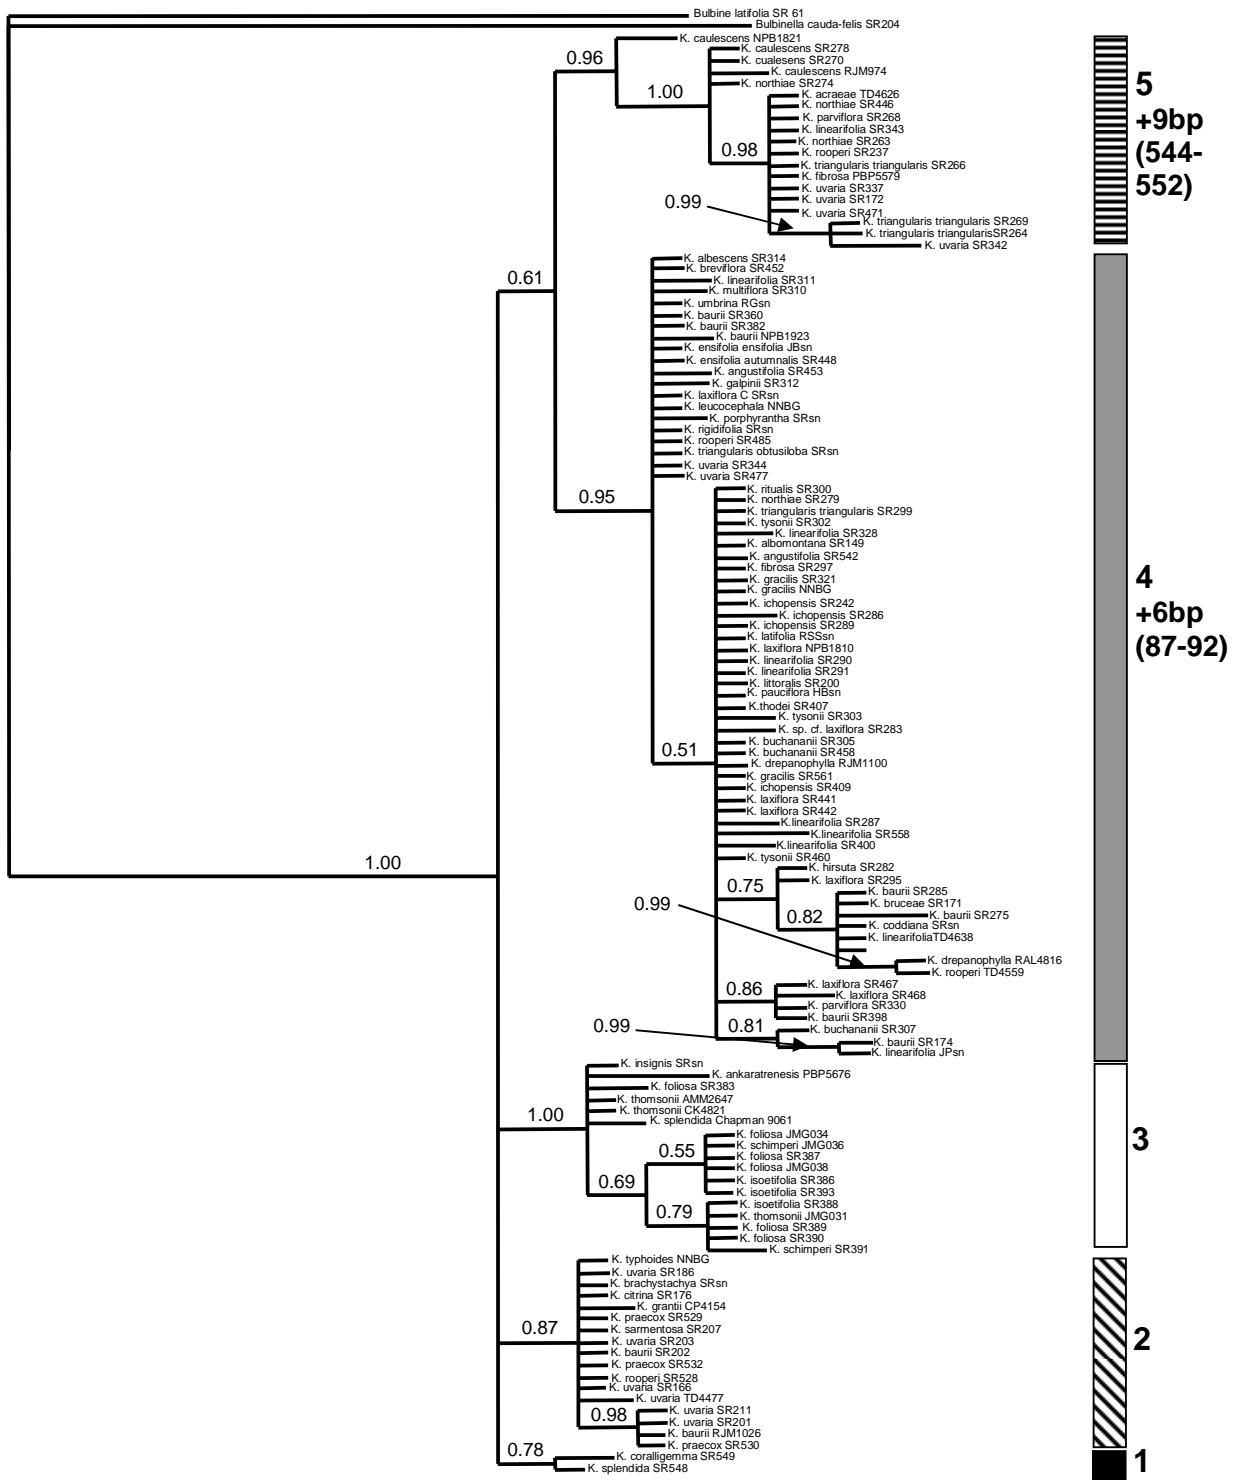 Bulbine latifolia SR 61
Bulbinella cauda-felis SR204
K. caulescens NPB1821
K. caulescens SR278
0.96
K. cualesens SR270
K. caulescens RJM974
K. northiae SR274
1.00
K. acraeae TD4626
K. northiae SR446
K. parviflora SR268
K. linearifolia SR343
K. northiae SR263
0.98
K. rooperi SR237
K. triangularis triangularis SR266
K. fibrosa PBP5579
K. uvaria SR337
K. uvaria SR172
0.99
K. uvaria SR471
K. triangularis triangularis SR269
K. triangularis triangularisSR264
K. uvaria SR342
5
+9bp
(544-
552)
K. albescens SR314
K. breviflora SR452
0.61
K. linearifolia SR311
K. multiflora SR310
K. umbrina RGsn
K. baurii SR360
K. baurii SR382
K. baurii NPB1923
K. ensifolia ensifolia JBsn
K. ensifolia autumnalis SR448
K. angustifolia SR453
K. galpinii SR312
K. laxiflora C SRsn
K. leucocephala NNBG
K. porphyrantha SRsn
K. rigidifolia SRsn
K. rooperi SR485
K. triangularis obtusiloba SRsn
K. uvaria SR344
K. uvaria SR477
0.95
K. ritualis SR300
K. northiae SR279
K. triangularis triangularis SR299
K. tysonii SR302
K. linearifolia SR328
K. albomontana SR149
K. angustifolia SR542
K. fibrosa SR297
K. gracilis SR321
K. gracilis NNBG
K. ichopensis SR242
K. ichopensis SR286
K. ichopensis SR289
K. latifolia RSSsn
K. laxiflora NPB1810
K. linearifolia SR290
K. linearifolia SR291
K. littoralis SR200
K. pauciflora HBsn
K.thodei SR407
K. tysonii SR303
K. sp. cf. laxiflora SR283
K. buchananii SR305
0.51
K. buchananii SR458
K. drepanophylla RJM1100
K. gracilis SR561
K. ichopensis SR409
K. laxiflora SR441
K. laxiflora SR442
K.linearifolia SR287
K.linearifolia SR558
K.linearifolia SR400
K. tysonii SR460
4
+6bp
(87-92)
1.00
K. hirsuta SR282
K. laxiflora SR295
0.75
K. baurii SR285
K. bruceae SR171
0.99
K. baurii SR275
0.82
K. coddiana SRsn
K. linearifoliaTD4638
K. drepanophylla RAL4816
K. rooperi TD4559
K. laxiflora SR467
0.86
K. laxiflora SR468
K. parviflora SR330
K. baurii SR398
0.99
0.81
K. buchananii SR307
K. baurii SR174
K. linearifolia JPsn
K. insignis SRsn
K. ankaratrenesis PBP5676
K. foliosa SR383
K. thomsonii AMM2647
1.00
K. thomsonii CK4821
K. splendida Chapman 9061
K. foliosa JMG034
K. schimperi JMG036
0.55
K. foliosa SR387
K. foliosa JMG038
0.69
K. isoetifolia SR386
K. isoetifolia SR393
K. isoetifolia SR388
0.79
K. thomsonii JMG031
K. foliosa SR389
K. foliosa SR390
K. schimperi SR391
3
K. typhoides NNBG
K. uvaria SR186
K. brachystachya SRsn
K. citrina SR176
K. grantii CP4154
K. praecox SR529
0.87
K. sarmentosa SR207
K. uvaria SR203
K. baurii SR202
K. praecox SR532
K. rooperi SR528
K. uvaria SR166
K. uvaria TD4477
K. uvaria SR211
0.98
K. uvaria SR201
K. baurii RJM1026
K. praecox SR530
2
0.78
K. coralligemma SR549
K. splendida SR548
1